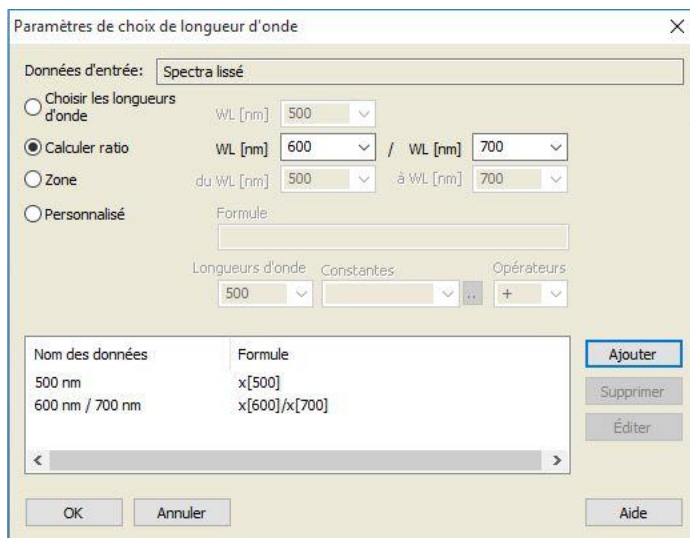 Paramètres de choix de longueur d'onde
Données d'entrée: Spectra lissé
Choisir les longueurs d'onde WL [nm] 500
Calculer ratio WL [nm] 600 / WL [nm] 700
Zone du WL [nm] 500 à WL [nm] 700
Personnalisé Formule
Longueurs d'onde Constantes Opérateurs
500 .. +
Nom des données Formule
500 nm x[500]
600 nm / 700 nm x[600]/x[700]
Ajouter
Supprimer
Éditer
OK Annuler Aide